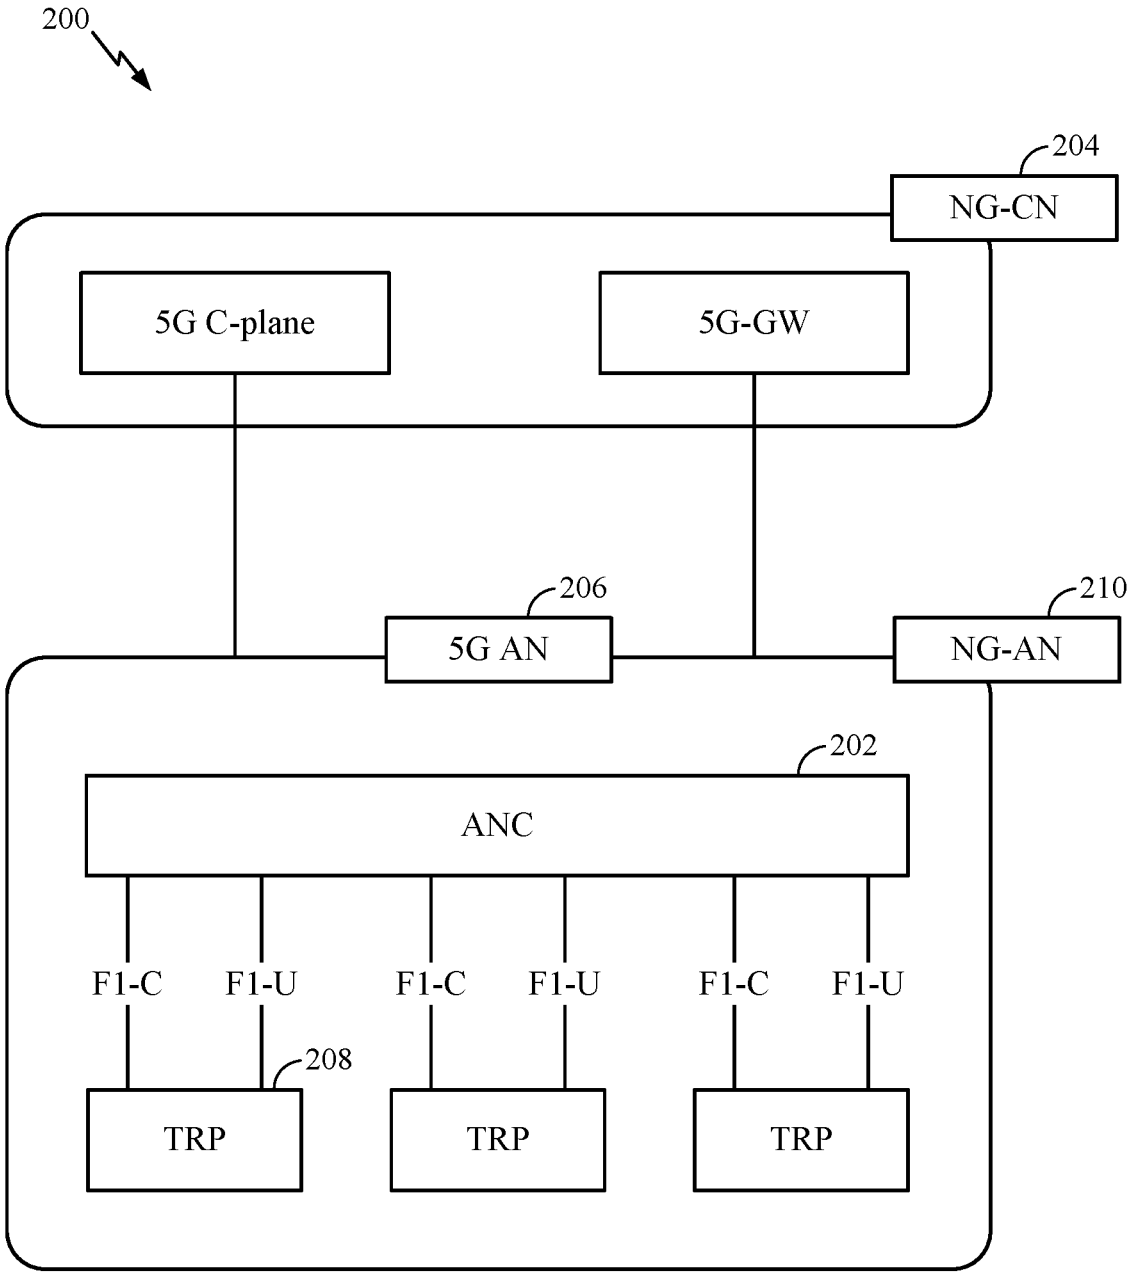 200
204
NG-CN
5G C-plane
5G-GW
206
210
5G AN
NG-AN
202
ANC
F1-C F1-U F1-C F1-U F1-C F1-U
208
TRP TRP TRP